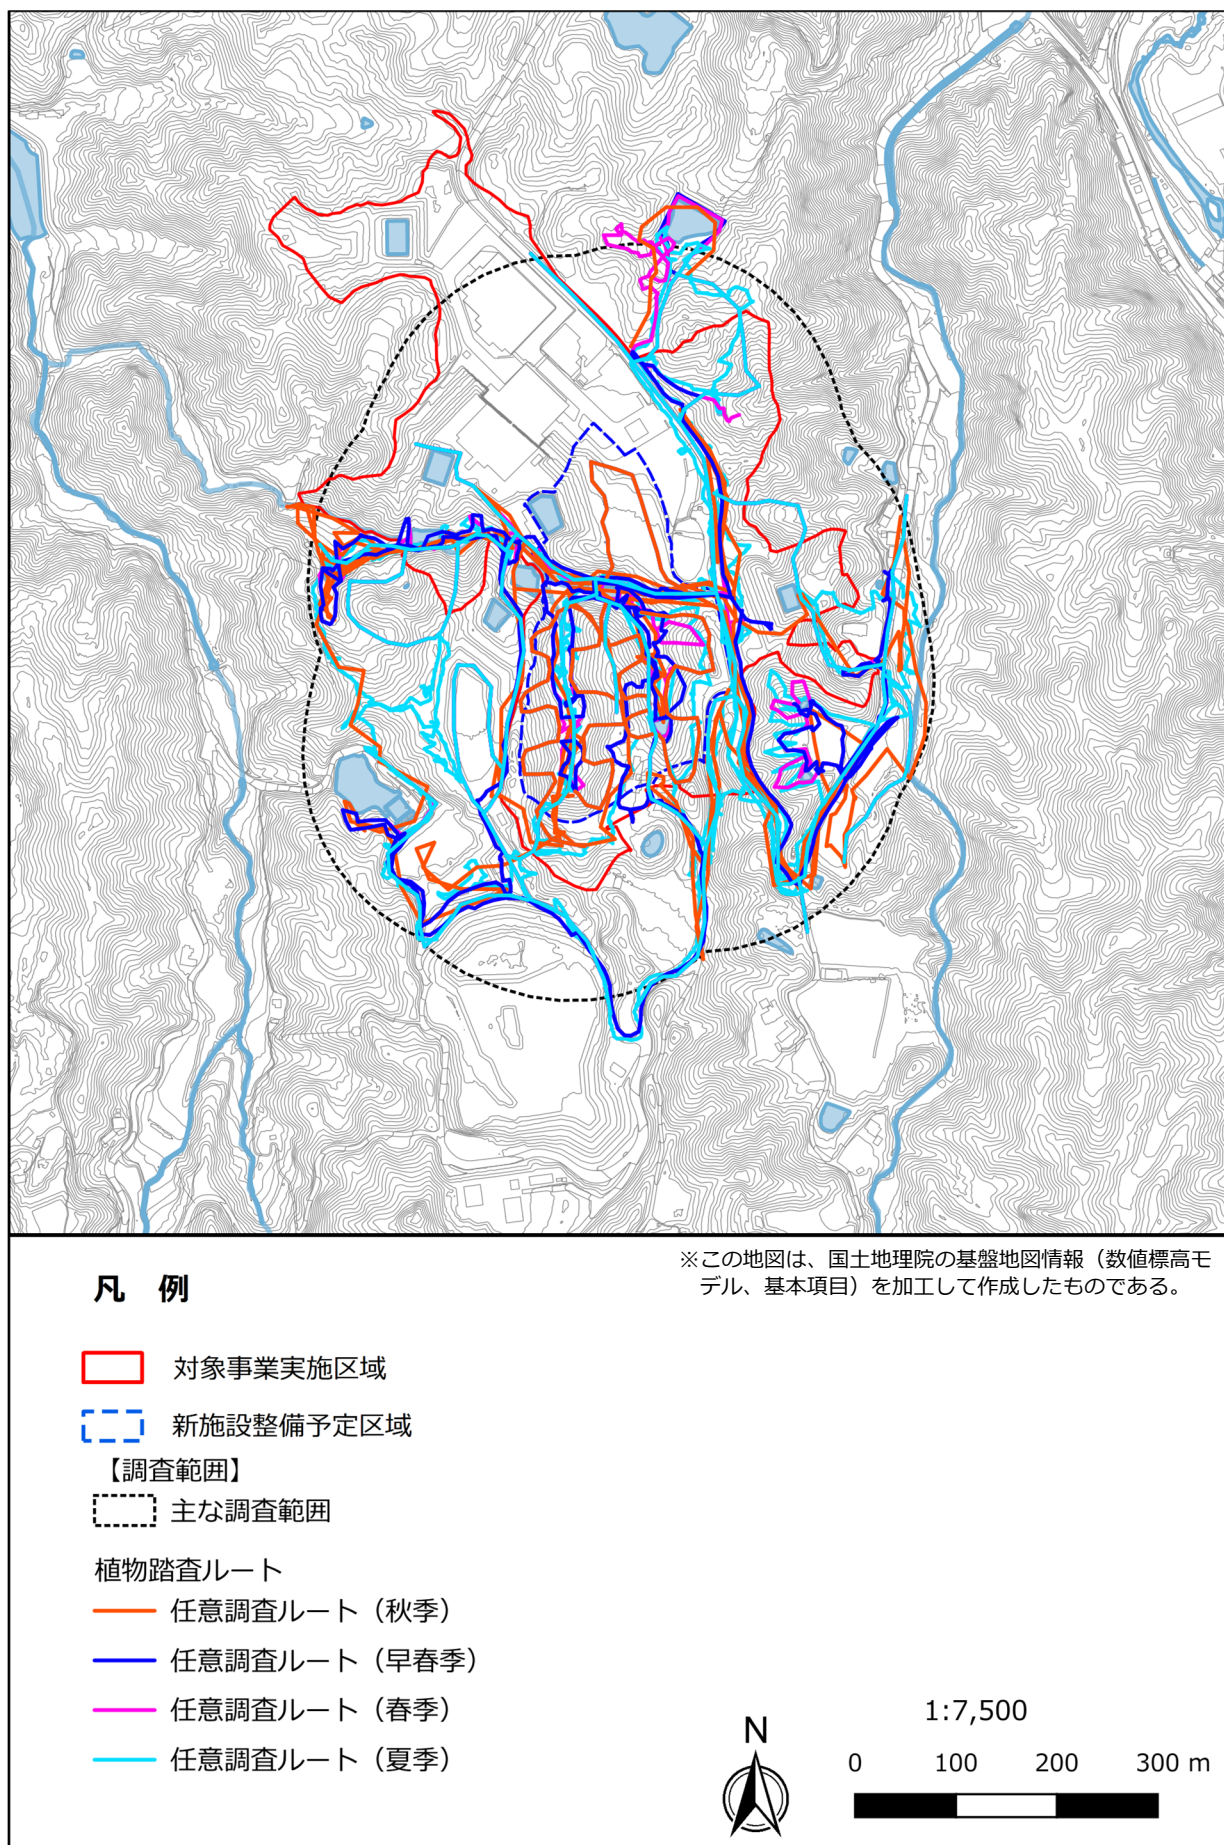 ※この地図は、国土地理院の基盤地図情報（数値標高モ
デル、基本項目）を加工して作成したものである。
凡 例
対象事業実施区域
新施設整備予定区域
【調査範囲】
主な調査範囲
植物踏査ルート
任意調査ルート（秋季）
任意調査ルート（早春季）
任意調査ルート（春季）
任意調査ルート（夏季）
N
1:7,500
0 100 200 300 m